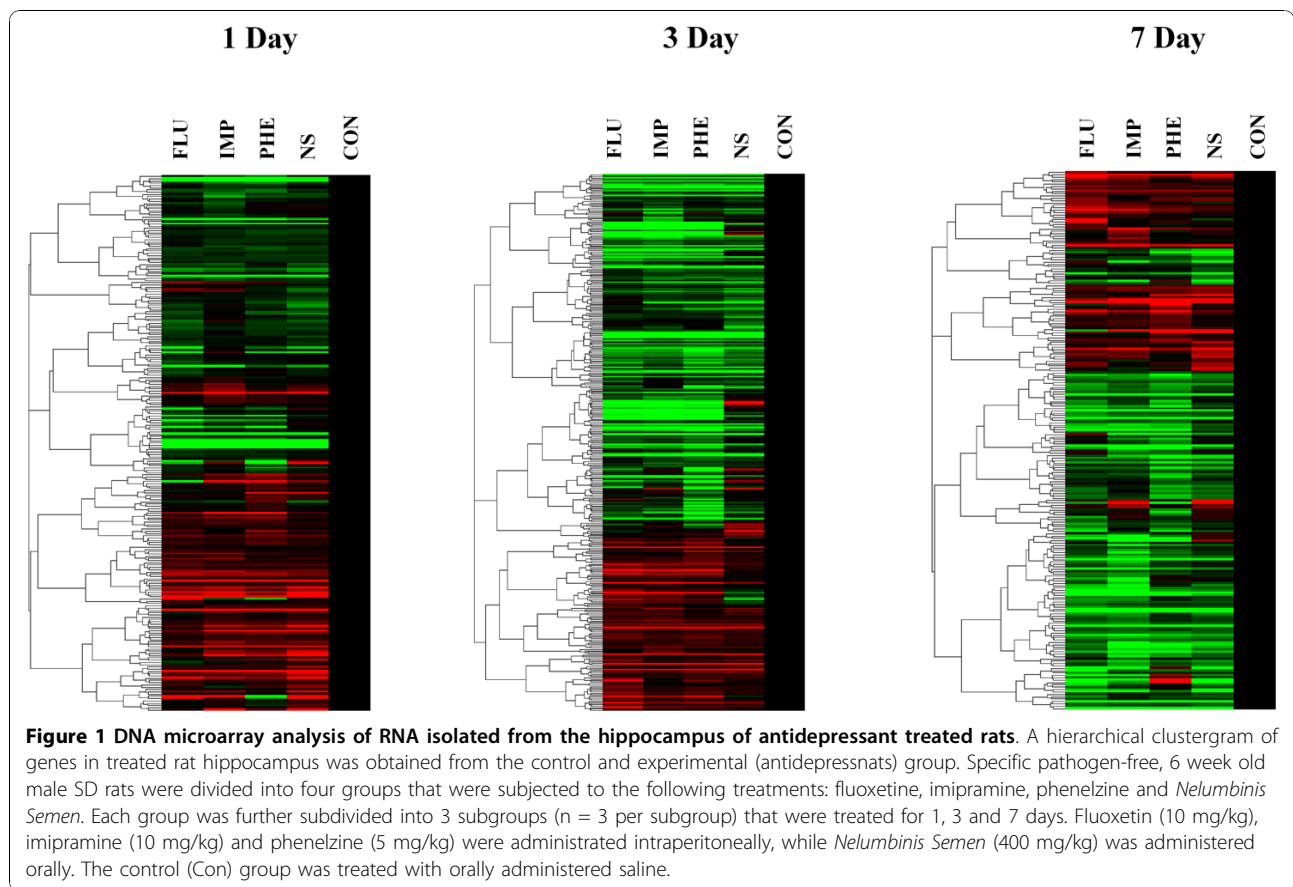 1 Day
3 Day
7 Day
FLU IMP PHE NS CON
FLU IMP PHE NS CON
FLU IMP PHE NS CON
Figure 1 DNA microarray analysis of RNA isolated from the hippocampus of antidepressant treated rats. A hierarchical clustergram of
genes in treated rat hippocampus was obtained from the control and experimental (antidepressnats) group. Specific pathogen-free, 6 week old
male SD rats were divided into four groups that were subjected to the following treatments: fluoxetine, imipramine, phenelzine and Nelumbinis
Semen. Each group was further subdivided into 3 subgroups (n = 3 per subgroup) that were treated for 1, 3 and 7 days. Fluoxetin (10 mg/kg),
imipramine (10 mg/kg) and phenelzine (5 mg/kg) were administrated intraperitoneally, while Nelumbinis Semen (400 mg/kg) was administered
orally. The control (Con) group was treated with orally administered saline.